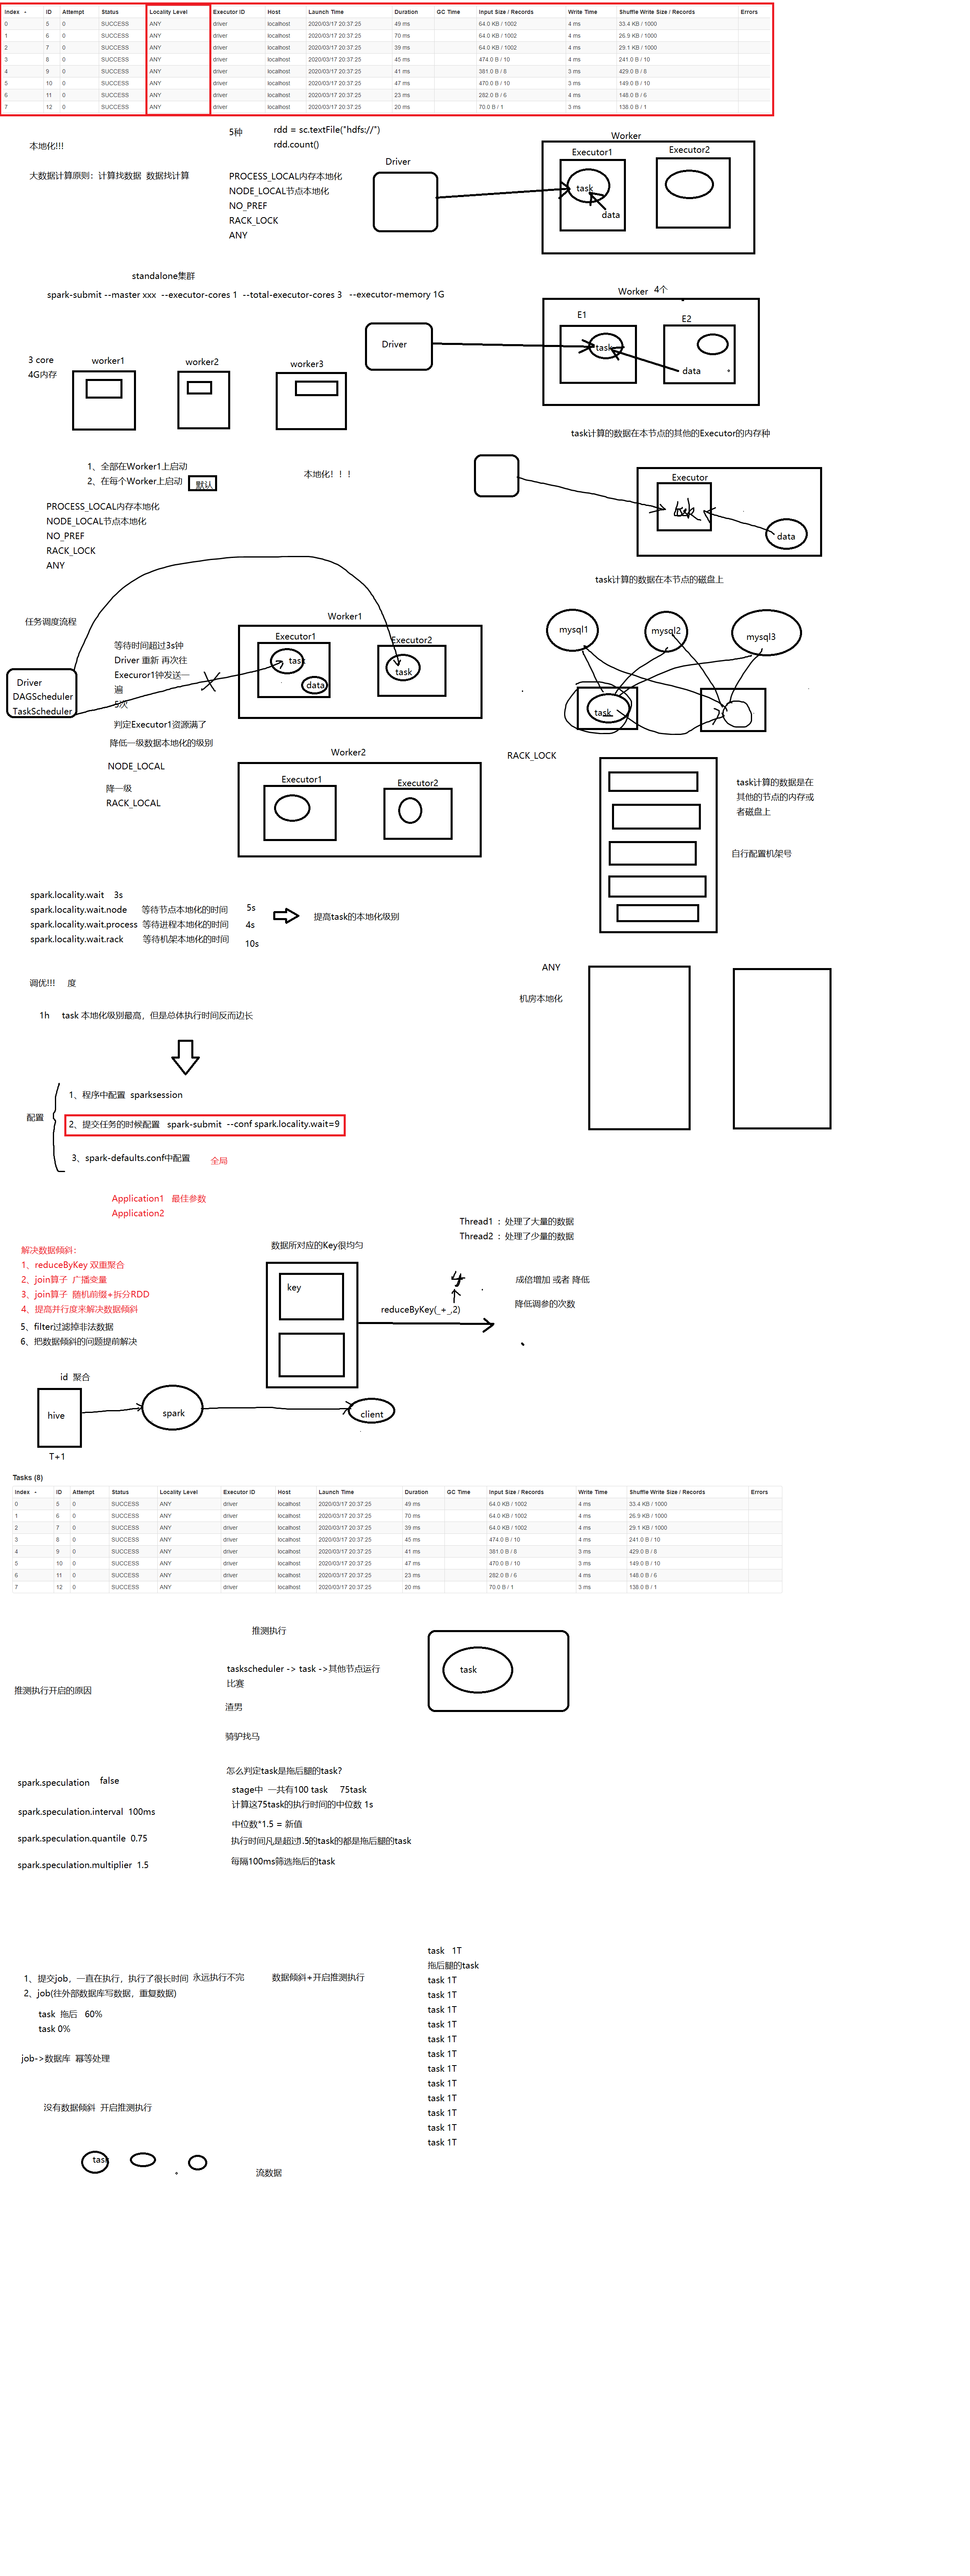 Index ID Attempt Status Locality Level Executor ID Host Launch Time Duration GC Time Input Size / Records Write Time Shuffle Write Size / Records Errors
0 5 0 SUCCESS ANY driver localhost 2020/03/17 20:37:25 49 ms 64.0 KB / 1002 4 ms 33.4 KB / 1000
1 6 0 SUCCESS ANY driver localhost 2020/03/17 20:37:25 70 ms 64.0 KB / 1002 4 ms 26.9 KB / 1000
2 7 0 SUCCESS ANY driver localhost 2020/03/17 20:37:25 39 ms 64.0 KB / 1002 4 ms 29.1 KB / 1000
3 8 0 SUCCESS ANY driver localhost 2020/03/17 20:37:25 45 ms 474.0 B / 10 4 ms 241.0 B / 10
4 9 0 SUCCESS ANY driver localhost 2020/03/17 20:37:25 41 ms 381.0 B / 8 3 ms 429.0 B / 8
5 10 0 SUCCESS ANY driver localhost 2020/03/17 20:37:25 47 ms 470.0 B / 10 3 ms 149.0 B / 10
6 11 0 SUCCESS ANY driver localhost 2020/03/17 20:37:25 23 ms 282.0 B / 6 4 ms 148.0 B / 6
7 12 0 SUCCESS ANY driver localhost 2020/03/17 20:37:25 20 ms 70.0 B / 1 3 ms 138.0 B / 1
本地化!!!
大数据计算原则：计算找数据 数据找计算
5种
rdd = sc.textFile("hdfs://")
rdd.count()
PROCESS_LOCAL内存本地化
NODE_LOCAL节点本地化
NO_PREF
RACK_LOCK
ANY
Driver
Worker
Executor1
Executor2
task
data
standalone集群
spark-submit --master xxx --executor-cores 1 --total-executor-cores 3 --executor-memory 1G
3 core
4G内存
worker1
worker2
worker3
Driver
Worker 4个
E1
E2
task
data
task计算的数据在本节点的其他的Executor的内存种
1、全部在Worker1上启动
2、在每个Worker上启动 默认
本地化！！！
PROCESS_LOCAL内存本地化
NODE_LOCAL节点本地化
NO_PREF
RACK_LOCK
ANY
Executor
task
data
task计算的数据在本节点的磁盘上
任务调度流程
Driver
DAGScheduler
TaskScheduler
等待时间超过3s钟
Driver 重新 再次往
Execuror1钟发送一
遍
5次
判定Executor1资源满了
降低一级数据本地化的级别
NODE_LOCAL
降一级
RACK_LOCAL
Worker1
Executor1
Executor2
task
data
task
Worker2
Executor1
Executor2
mysql1
mysql2
mysql3
task
RACK_LOCK
task计算的数据是在
其他的节点的内存或
者磁盘上
自行配置机架号
spark.locality.wait 3s
spark.locality.wait.node 等待节点本地化的时间 5s
spark.locality.wait.process 等待进程本地化的时间 4s
spark.locality.wait.rack 等待机架本地化的时间 10s
提高task的本地化级别
ANY
机房本地化
调优!!! 度
1h task 本地化级别最高，但是总体执行时间反而边长
配置
1、程序中配置 sparksession
2、提交任务的时候配置 spark-submit --conf spark.locality.wait=9
3、spark-defaults.conf中配置 全局
Application1 最佳参数
Application2
解决数据倾斜：
1、reduceByKey 双重聚合
2、join算子 广播变量
3、join算子 随机前缀+拆分RDD
4、提高并行度来解决数据倾斜
5、filter过滤掉非法数据
6、把数据倾斜的问题提前解决
数据所对应的Key很均匀
key
Thread1 ：处理了大量的数据
Thread2 ：处理了少量的数据
4
reduceByKey(_+_,2)
成倍增加 或者 降低
降低调参的次数
id 聚合
hive
spark
client
T+1
Tasks (8)
Index ID Attempt Status Locality Level Executor ID Host Launch Time Duration GC Time Input Size / Records Write Time Shuffle Write Size / Records Errors
0 5 0 SUCCESS ANY driver localhost 2020/03/17 20:37:25 49 ms 64.0 KB / 1002 4 ms 33.4 KB / 1000
1 6 0 SUCCESS ANY driver localhost 2020/03/17 20:37:25 70 ms 64.0 KB / 1002 4 ms 26.9 KB / 1000
2 7 0 SUCCESS ANY driver localhost 2020/03/17 20:37:25 39 ms 64.0 KB / 1002 4 ms 29.1 KB / 1000
3 8 0 SUCCESS ANY driver localhost 2020/03/17 20:37:25 45 ms 474.0 B / 10 4 ms 241.0 B / 10
4 9 0 SUCCESS ANY driver localhost 2020/03/17 20:37:25 41 ms 381.0 B / 8 3 ms 429.0 B / 8
5 10 0 SUCCESS ANY driver localhost 2020/03/17 20:37:25 47 ms 470.0 B / 10 3 ms 149.0 B / 10
6 11 0 SUCCESS ANY driver localhost 2020/03/17 20:37:25 23 ms 282.0 B / 6 4 ms 148.0 B / 6
7 12 0 SUCCESS ANY driver localhost 2020/03/17 20:37:25 20 ms 70.0 B / 1 3 ms 138.0 B / 1
推测执行
taskscheduler -> task ->其他节点运行
比赛
渣男
骑驴找马
task
推测执行开启的原因
spark.speculation false
spark.speculation.interval 100ms
spark.speculation.quantile 0.75
spark.speculation.multiplier 1.5
怎么判定task是拖后腿的task?
stage中 一共有100 task 75task
计算这75task的执行时间的中位数 1s
中位数*1.5 = 新值
执行时间凡是超过1.5的task的都是拖后腿的task
每隔100ms筛选拖后的task
1、提交job，一直在执行，执行了很长时间 永远执行不完 数据倾斜+开启推测执行
2、job(往外部数据库写数据，重复数据)
task 拖后 60%
task 0%
job->数据库 幂等处理
没有数据倾斜 开启推测执行
task
流数据
task 1T
拖后腿的task
task 1T
task 1T
task 1T
task 1T
task 1T
task 1T
task 1T
task 1T
task 1T
task 1T
task 1T
task 1T